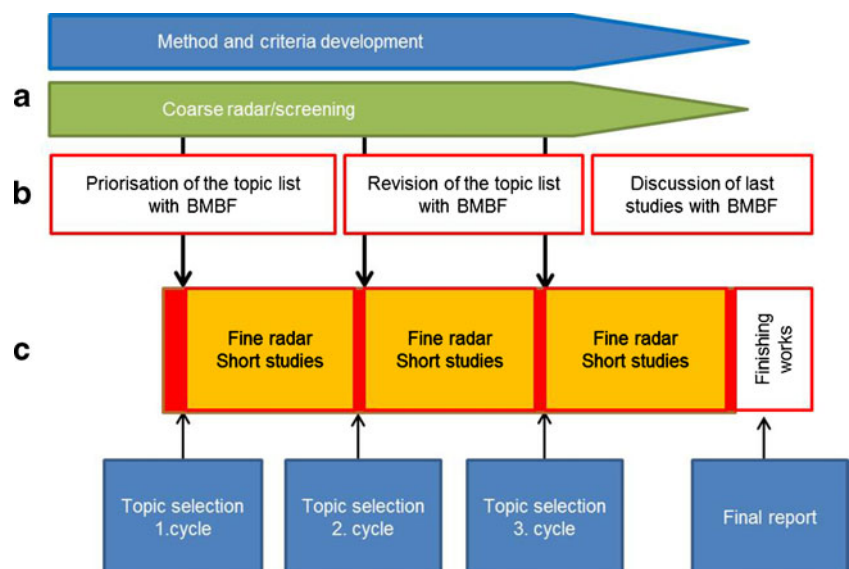 Method and criteria development
a
Coarse radar/screening
b
Priorisation of the topic list
with BMBF
Revision of the topic list
with BMBF
Discussion of last
studies with BMBF
c
Fine radar
Short studies
Fine radar
Short studies
Fine radar
Short studies
Finishing
works
Topic selection
1.cycle
Topic selection
2. cycle
Topic selection
3. cycle
Final report